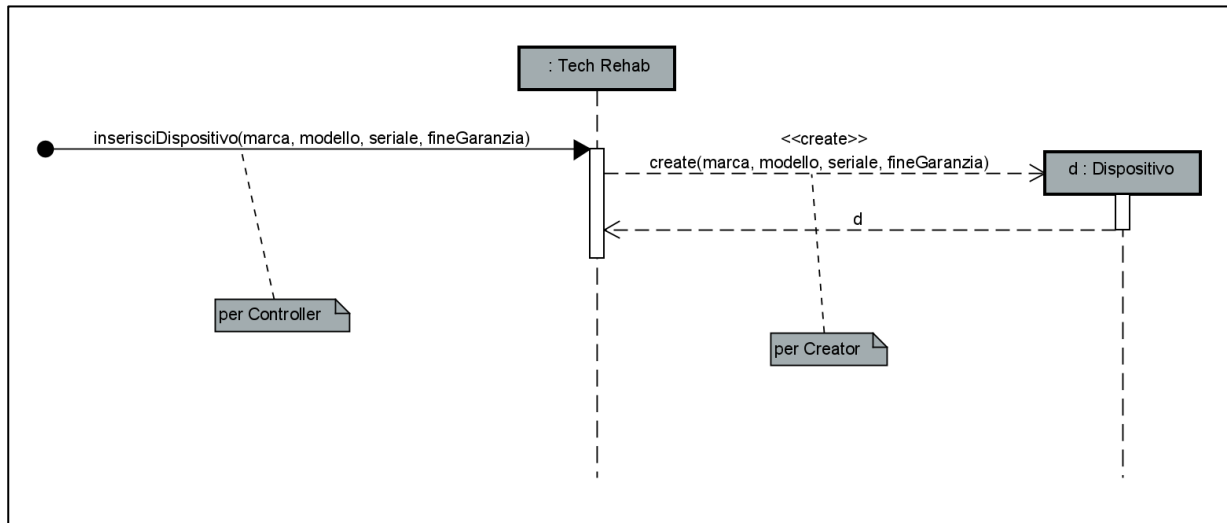 : Tech Rehab
inserisciDispositivo(marca, modello, seriale, fineGaranzia)
<<create>>
create(marca, modello, seriale, fineGaranzia)
d : Dispositivo
d
per Controller
per Creator